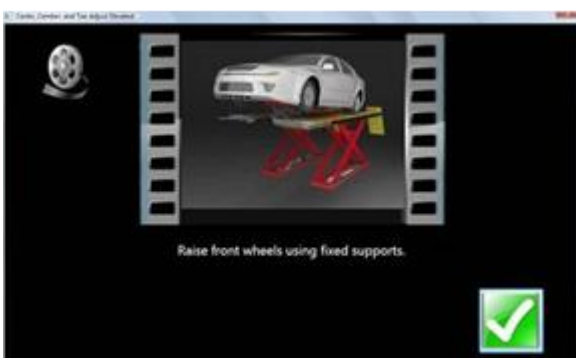 Caster, Camber and Toe Adjust Elevated
Raise front wheels using fixed supports.